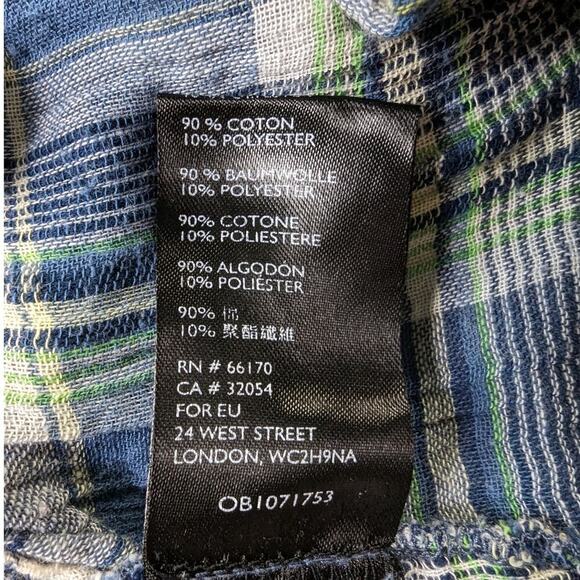 90 % COTON
10% POLYESTER
90 % BAUMWOLLE
10% POLYESTER
90% COTONE
10% POLIESTERE
90% ALGODÓN
10% POLIÉSTER
90% 棉
10% 聚酯纖維
RN # 66170
CA # 32054
FOR EU
24 WEST STREET
LONDON, WC2H9NA
OB1071753